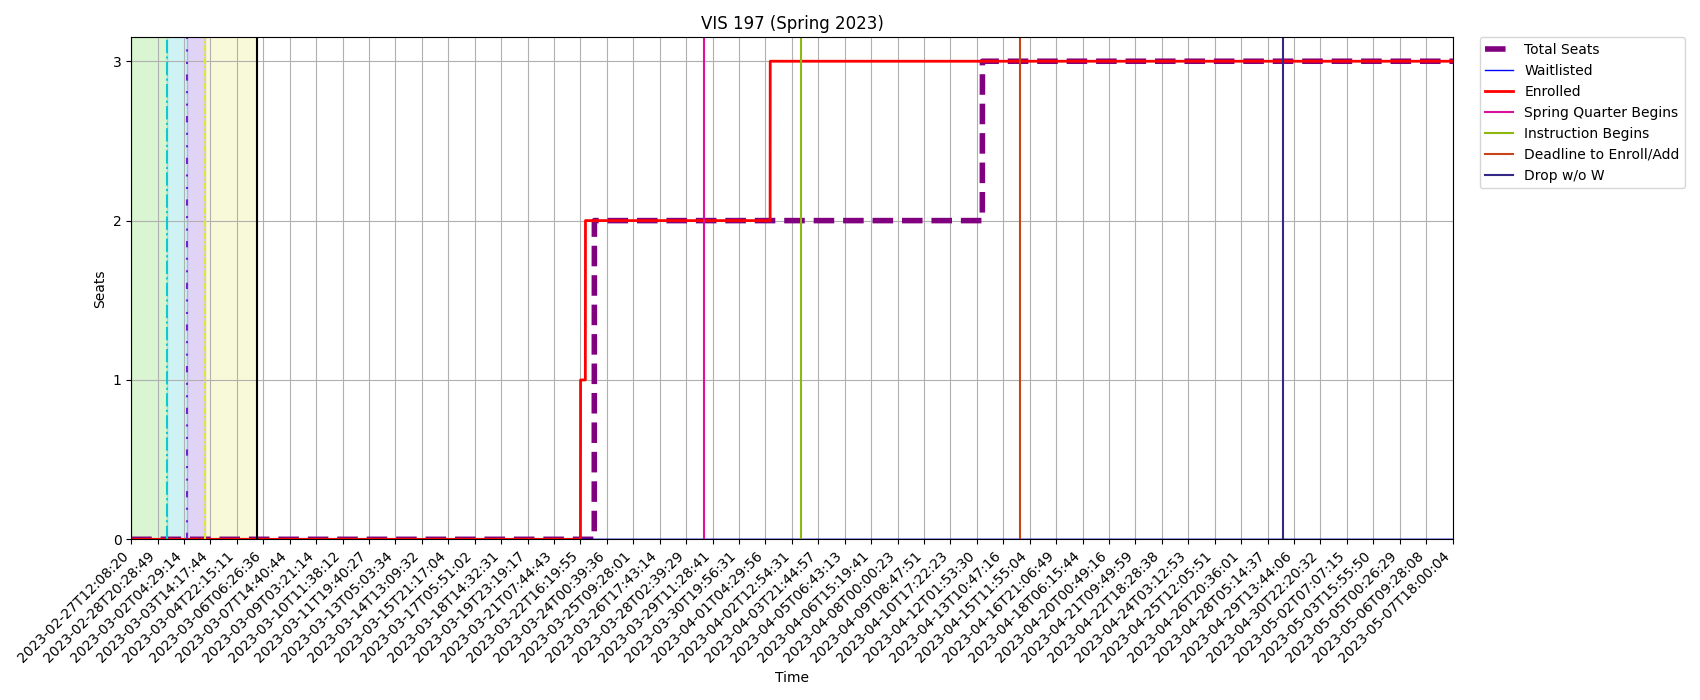 VIS 197 (Spring 2023)
Total Seats
Waitlisted
Enrolled
Spring Quarter Begins
Instruction Begins
Deadline to Enroll/Add
Drop w/o W
Seats
3
2
1
0
2023-02-27T12:08:20
2023-02-28T20:28:49
2023-03-02T04:29:14
2023-03-03T14:17:44
2023-03-04T22:15:11
2023-03-06T06:26:36
2023-03-07T14:40:44
2023-03-09T03:21:14
2023-03-10T11:38:12
2023-03-11T19:40:27
2023-03-13T05:03:34
2023-03-14T13:09:32
2023-03-15T21:17:04
2023-03-17T05:51:02
2023-03-18T14:32:31
2023-03-19T23:19:17
2023-03-21T07:44:43
2023-03-22T16:19:55
2023-03-24T00:39:36
2023-03-25T09:28:01
2023-03-26T17:43:14
2023-03-28T02:39:29
2023-03-29T11:28:41
2023-03-30T19:56:31
2023-04-01T04:29:56
2023-04-02T12:54:31
2023-04-03T21:44:57
2023-04-05T06:43:13
2023-04-06T15:19:41
2023-04-08T00:00:23
2023-04-09T08:47:51
2023-04-10T17:22:23
2023-04-12T01:53:30
2023-04-13T10:47:16
2023-04-15T11:55:04
2023-04-16T21:06:49
2023-04-18T06:15:44
2023-04-20T00:49:16
2023-04-21T09:49:59
2023-04-22T18:28:38
2023-04-24T03:12:53
2023-04-25T12:05:51
2023-04-26T20:36:01
2023-04-28T05:14:37
2023-04-29T13:44:06
2023-04-30T22:20:32
2023-05-02T07:07:15
2023-05-03T15:55:50
2023-05-05T00:26:29
2023-05-06T09:28:08
2023-05-07T18:00:04
Time